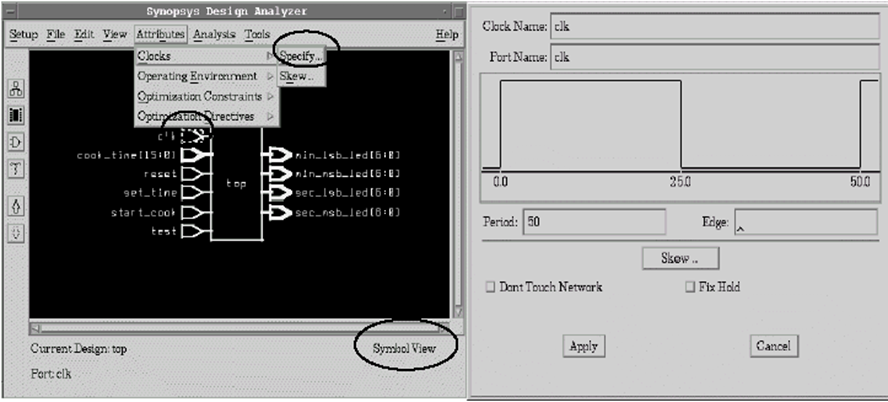 Synopsys Design Analyzer
Setup File Edit View Attributes Analysis Tools Help
Clocks
Specify...
Operating Environment
Skew...
Optimization Constraints
Optimization Directives
clk
cook_time[15:0]
reset
set_time
start_cook
test
top
min_lsb_led[6:0]
min_msb_led[6:0]
sec_lsb_led[6:0]
sec_msb_led[6:0]
Current Design: top
Symbol View
Port: clk
Clock Name: clk
Port Name: clk
0.0 25.0 50.0
Period: 50 Edge:
Skew ..
Dont Touch Network Fix Hold
Apply Cancel